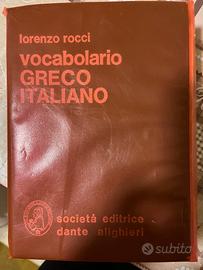 lorenzo rocci
vocabolario
GRECO
ITALIANO
società editrice
dante alighieri
subito